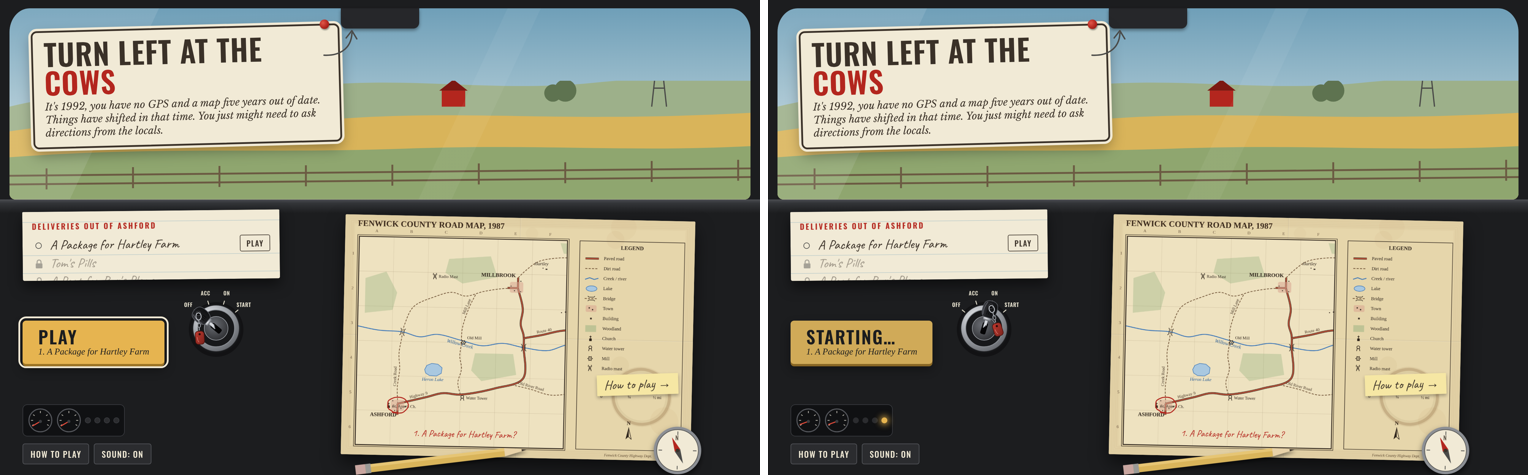 TURN LEFT AT THE
COWS
It's 1992, you have no GPS and a map five years out of date.
Things have shifted in that time. You just might need to ask
directions from the locals.
DELIVERIES OUT OF ASHFORD
A Package for Hartley Farm PLAY
Tom's Pills
OFF ACC ON START
PLAY
1. A Package for Hartley Farm
HOW TO PLAY SOUND: ON
FENWICK COUNTY ROAD MAP, 1987
LEGEND
Paved road
Dirt road
Creek / river
Lake
Bridge
Town
Building
Woodland
Church
Water tower
Mill
Radio mast
Hartley
Radio Mast
MILLBROOK
Old Mill
Heron Lake
Water Tower
ASHFORD
How to play →
N
1. A Package for Hartley Farm?
TURN LEFT AT THE
COWS
It's 1992, you have no GPS and a map five years out of date.
Things have shifted in that time. You just might need to ask
directions from the locals.
DELIVERIES OUT OF ASHFORD
A Package for Hartley Farm PLAY
Tom's Pills
OFF ACC ON START
STARTING...
1. A Package for Hartley Farm
HOW TO PLAY SOUND: ON
FENWICK COUNTY ROAD MAP, 1987
LEGEND
Paved road
Dirt road
Creek / river
Lake
Bridge
Town
Building
Woodland
Church
Water tower
Mill
Radio mast
Hartley
Radio Mast
MILLBROOK
Old Mill
Heron Lake
Water Tower
ASHFORD
How to play →
N
1. A Package for Hartley Farm?